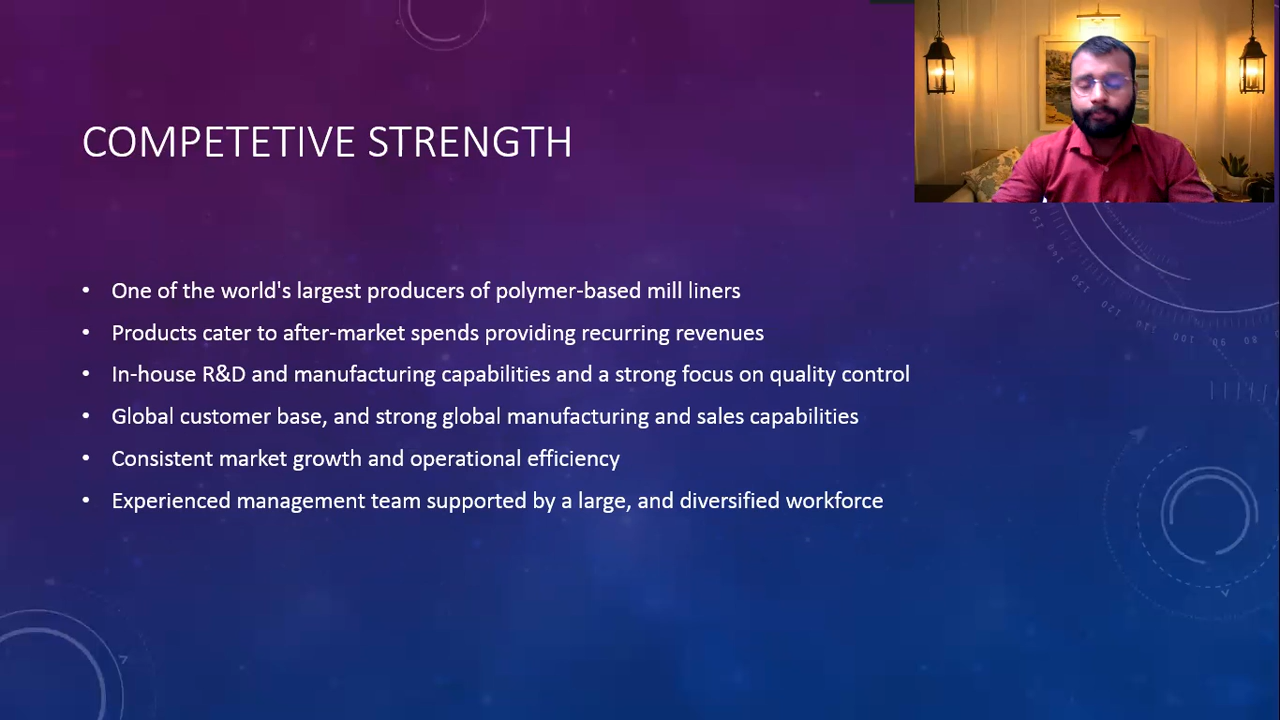 COMPETETIVE STRENGTH
• One of the world's largest producers of polymer-based mill liners
• Products cater to after-market spends providing recurring revenues
• In-house R&D and manufacturing capabilities and a strong focus on quality control
• Global customer base, and strong global manufacturing and sales capabilities
• Consistent market growth and operational efficiency
• Experienced management team supported by a large, and diversified workforce